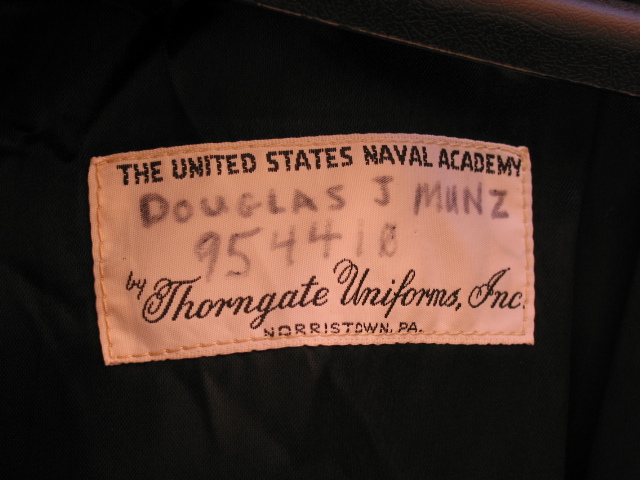 THE UNITED STATES NAVAL ACADEMY
DOUGLAS J MUNZ
954418
by Thorngate Uniforms, Inc.
NORRISTOWN, PA.